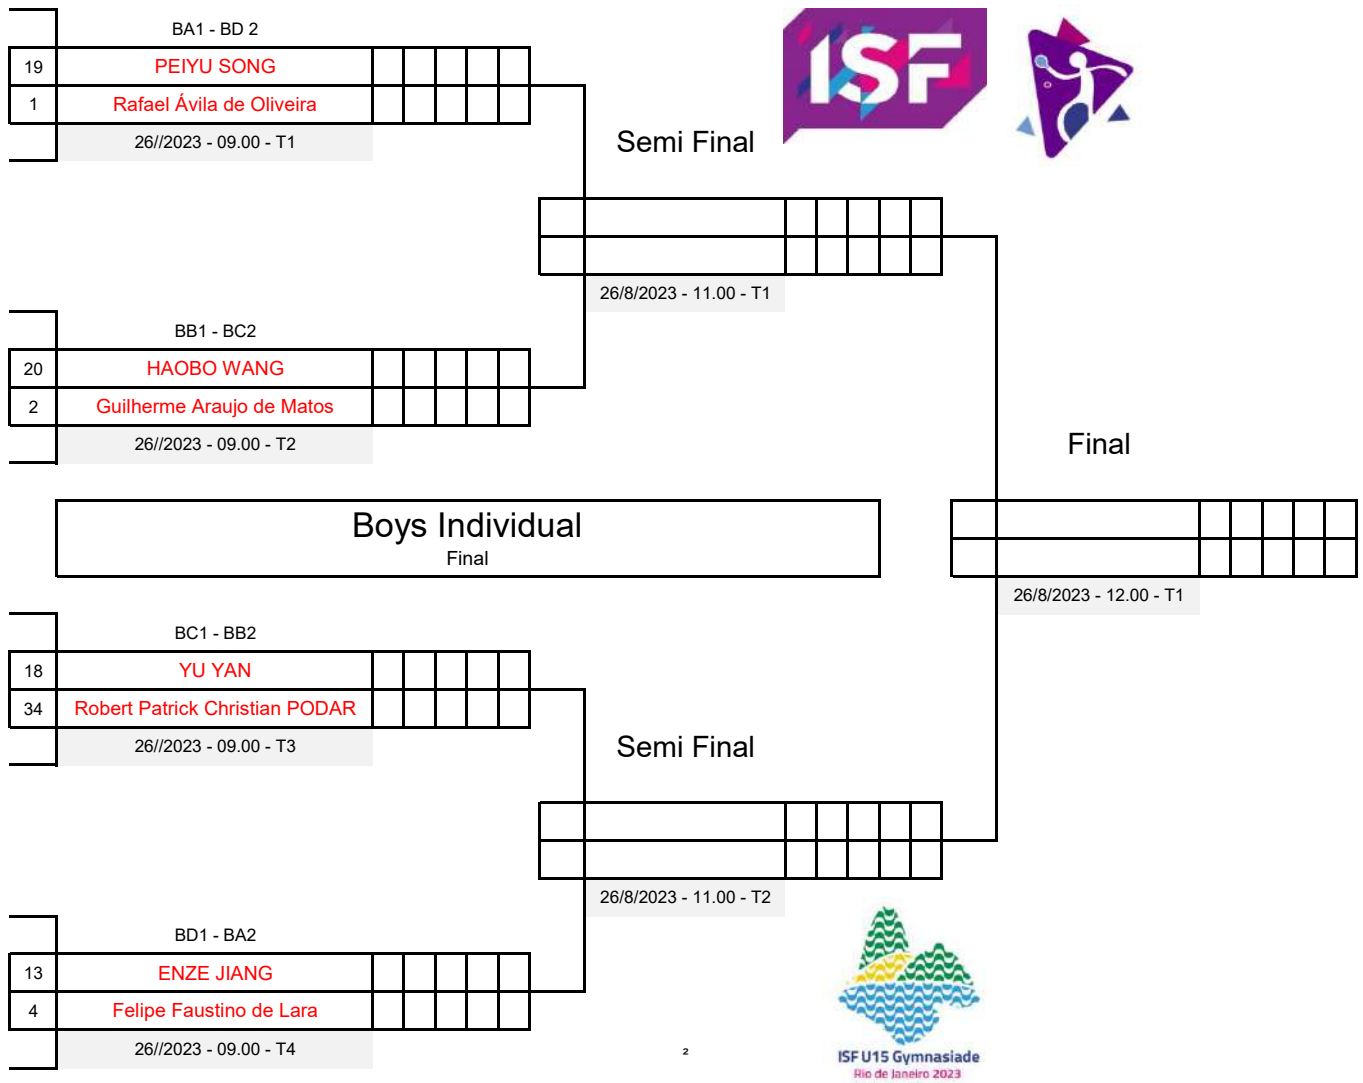 BA1 - BD 2
19 PEIYU SONG
1 Rafael Ávila de Oliveira
26//2023 - 09.00 - T1
ISF
Semi Final
26/8/2023 - 11.00 - T1
BB1 - BC2
20 HAOBO WANG
2 Guilherme Araujo de Matos
26//2023 - 09.00 - T2
Final
Boys Individual
Final
26/8/2023 - 12.00 - T1
BC1 - BB2
18 YU YAN
34 Robert Patrick Christian PODAR
26//2023 - 09.00 - T3
Semi Final
26/8/2023 - 11.00 - T2
BD1 - BA2
13 ENZE JIANG
4 Felipe Faustino de Lara
26//2023 - 09.00 - T4
2
ISF U15 Gymnasiade
Rio de Janeiro 2023